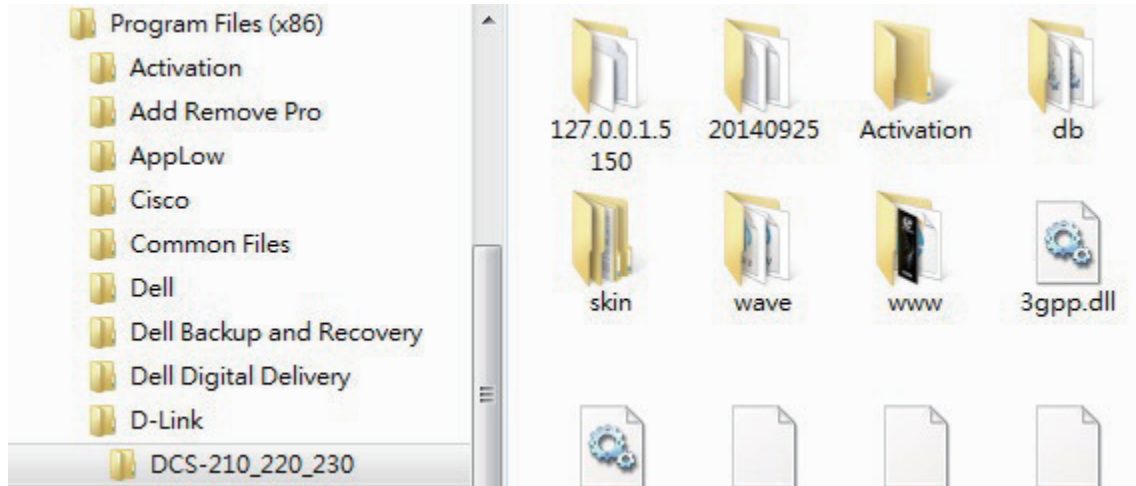 Program Files (x86)
Activation
Add Remove Pro
AppLow
Cisco
Common Files
Dell
Dell Backup and Recovery
Dell Digital Delivery
D-Link
DCS-210_220_230
127.0.0.1.5
150
20140925
Activation
db
skin
wave
www
3gpp.dll